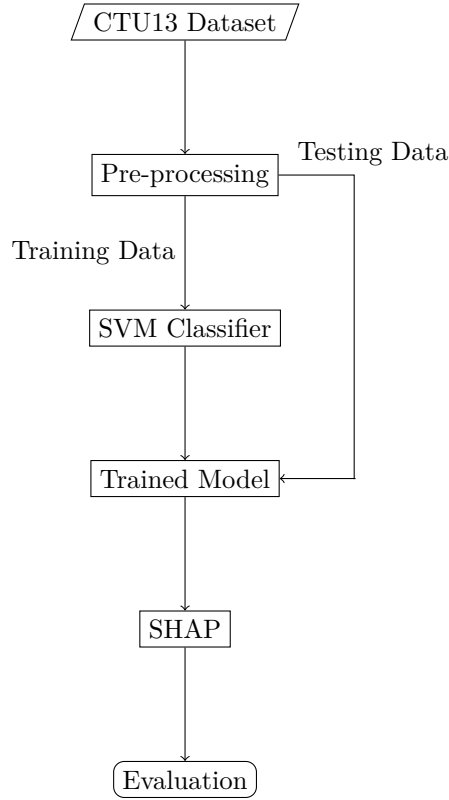 CTU13 Dataset
Testing Data
Pre-processing
Training Data
SVM Classifier
Trained Model
SHAP
Evaluation